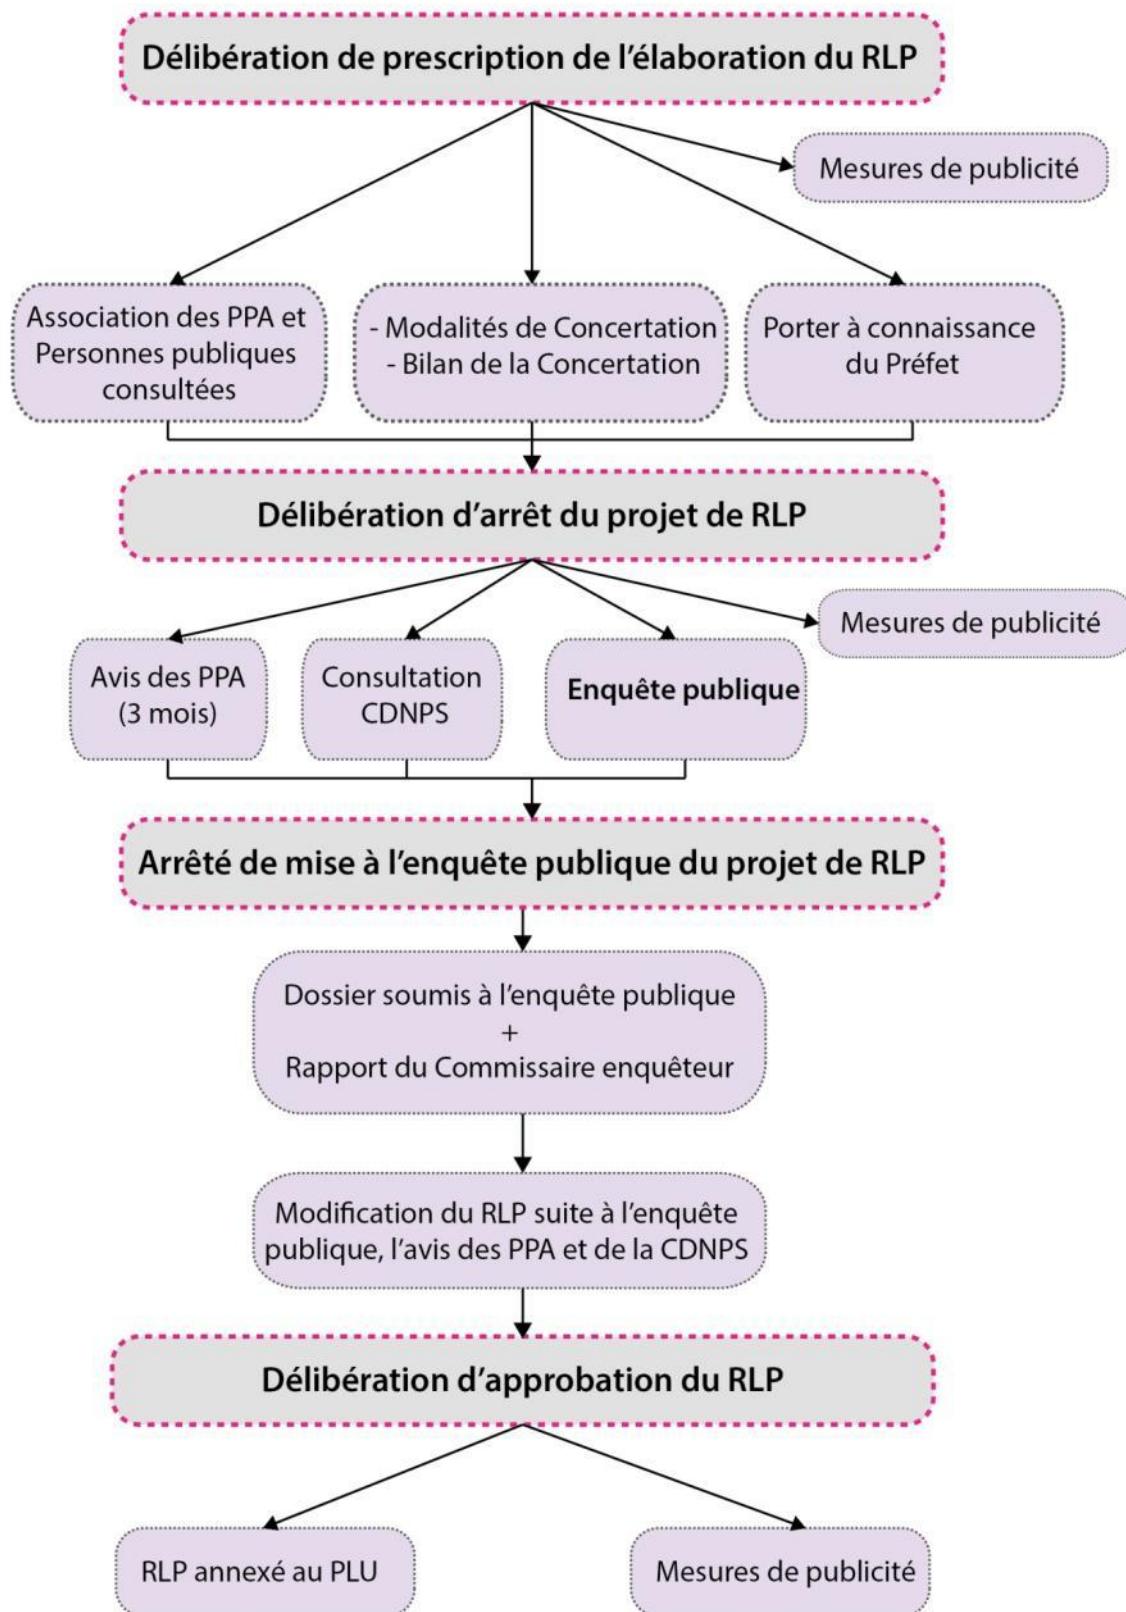 Délibération de prescription de l’élaboration du RLP
Mesures de publicité
Association des PPA et
Personnes publiques
consultées
- Modalités de Concertation
- Bilan de la Concertation
Porter à connaissance
du Préfet
Délibération d’arrêt du projet de RLP
Mesures de publicité
Avis des PPA
(3 mois)
Consultation
CDNPS
Enquête publique
Arrêté de mise à l’enquête publique du projet de RLP
Dossier soumis à l’enquête publique
+
Rapport du Commissaire enquêteur
Modification du RLP suite à l’enquête
publique, l’avis des PPA et de la CDNPS
Délibération d’approbation du RLP
RLP annexé au PLU
Mesures de publicité